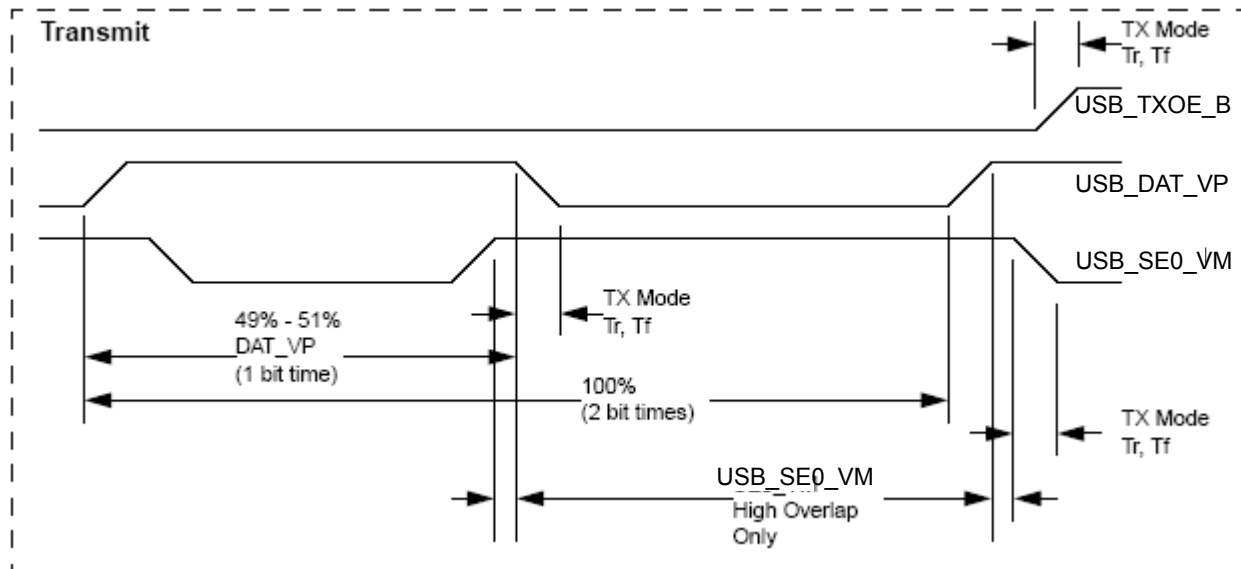 Transmit
TX Mode
Tr, Tf
USB_TXOE_B
USB_DAT_VP
USB_SE0_VM
TX Mode
Tr, Tf
49% - 51%
DAT_VP
(1 bit time)
100%
(2 bit times)
TX Mode
Tr, Tf
USB_SE0_VM
High Overlap
Only